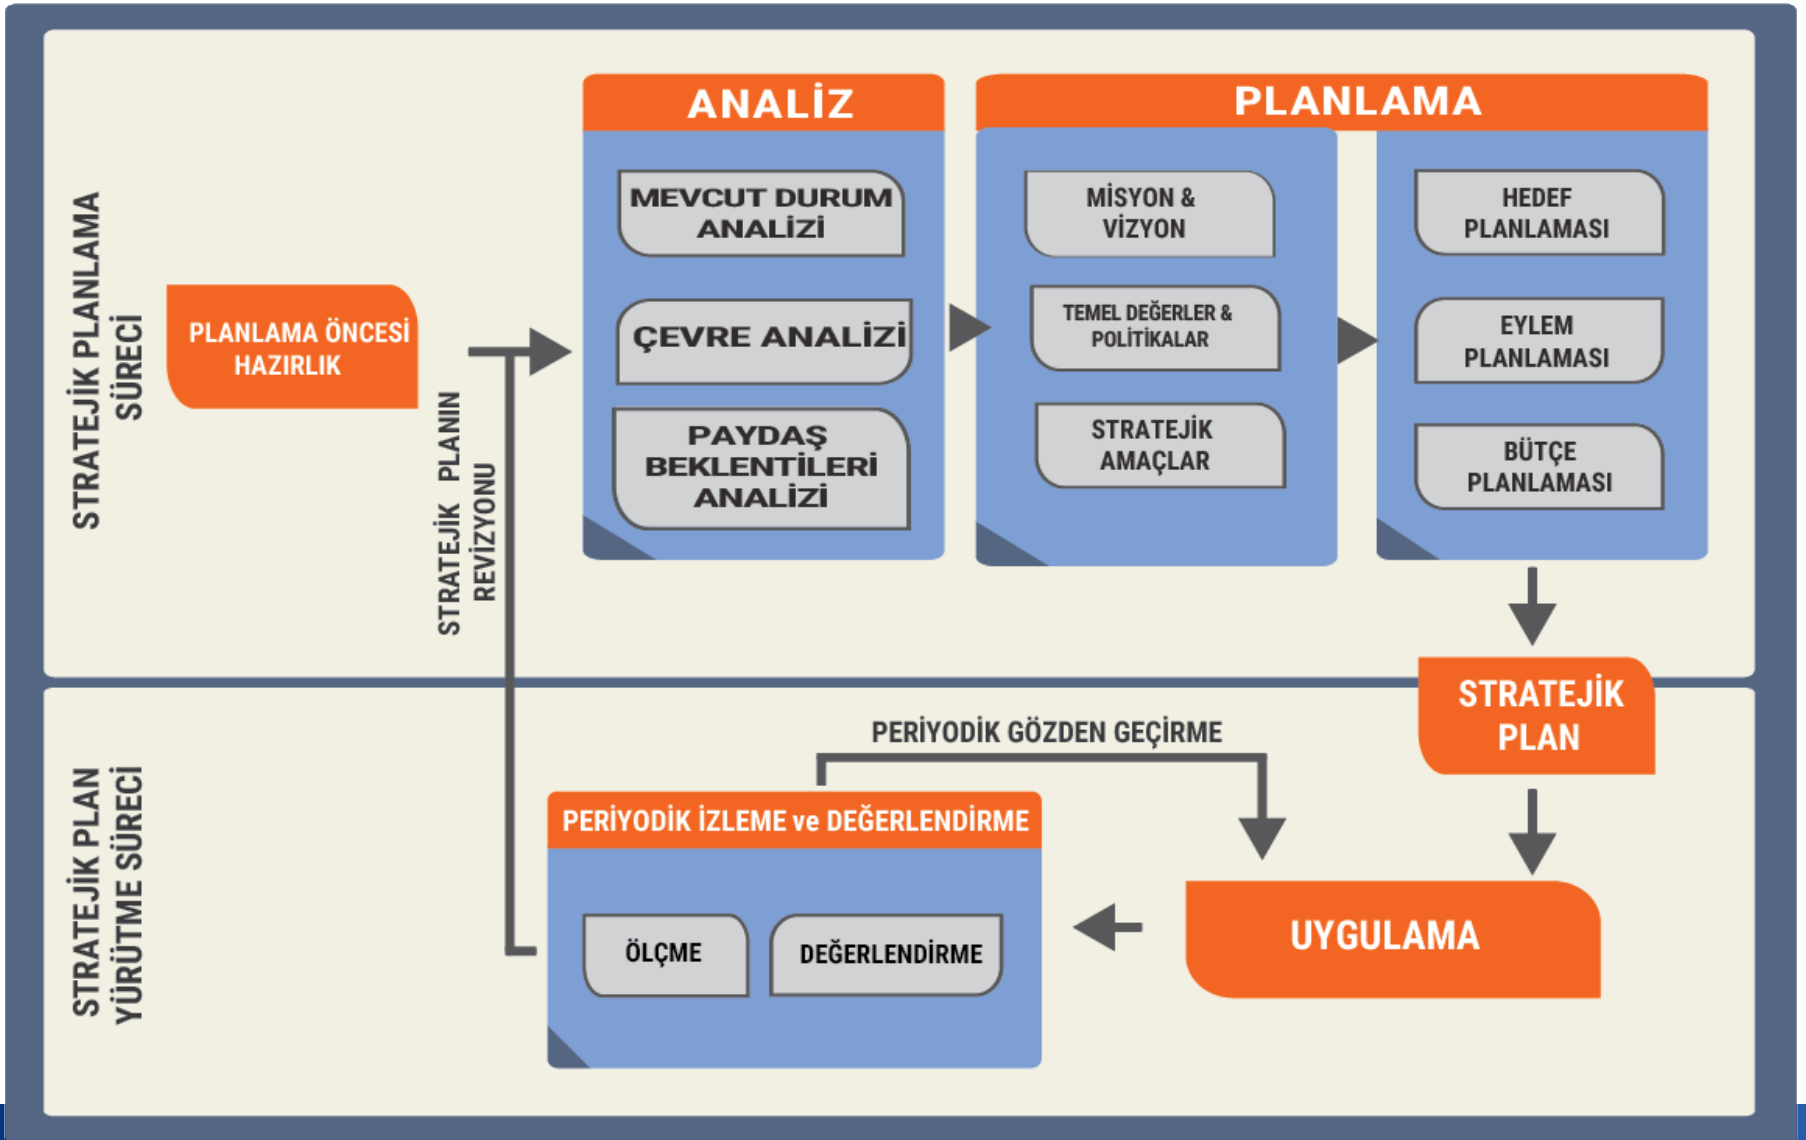 STRATEJİK PLANLAMA
SÜRECİ
PLANLAMA ÖNCESİ
HAZIRLIK
STRATEJİK PLANIN
REVİZYONU
ANALİZ
MEVCUT DURUM
ANALİZİ
ÇEVRE ANALİZİ
PAYDAŞ
BEKLENTİLERİ
ANALİZİ
PLANLAMA
MİSYON &
VİZYON
TEMEL DEĞERLER &
POLİTİKALAR
STRATEJİK
AMAÇLAR
HEDEF
PLANLAMASI
EYLEM
PLANLAMASI
BÜTÇE
PLANLAMASI
STRATEJİK
PLAN
STRATEJİK PLAN
YÜRÜTME SÜRECİ
PERİYODİK GÖZDEN GEÇİRME
PERİYODİK İZLEME ve DEĞERLENDİRME
ÖLÇME
DEĞERLENDİRME
UYGULAMA